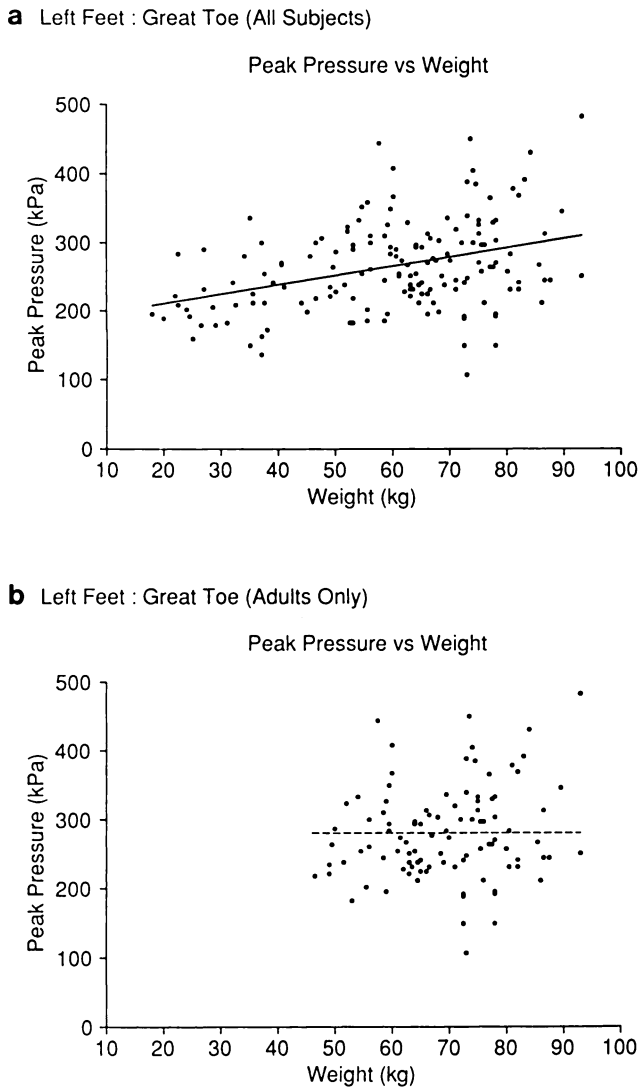 a Left Feet : Great Toe (All Subjects)
Peak Pressure vs Weight
500
400
300
200
100
0
Peak Pressure (kPa)
10 20 30 40 50 60 70 80 90 100
Weight (kg)
b Left Feet : Great Toe (Adults Only)
Peak Pressure vs Weight
500
400
300
200
100
0
Peak Pressure (kPa)
10 20 30 40 50 60 70 80 90 100
Weight (kg)